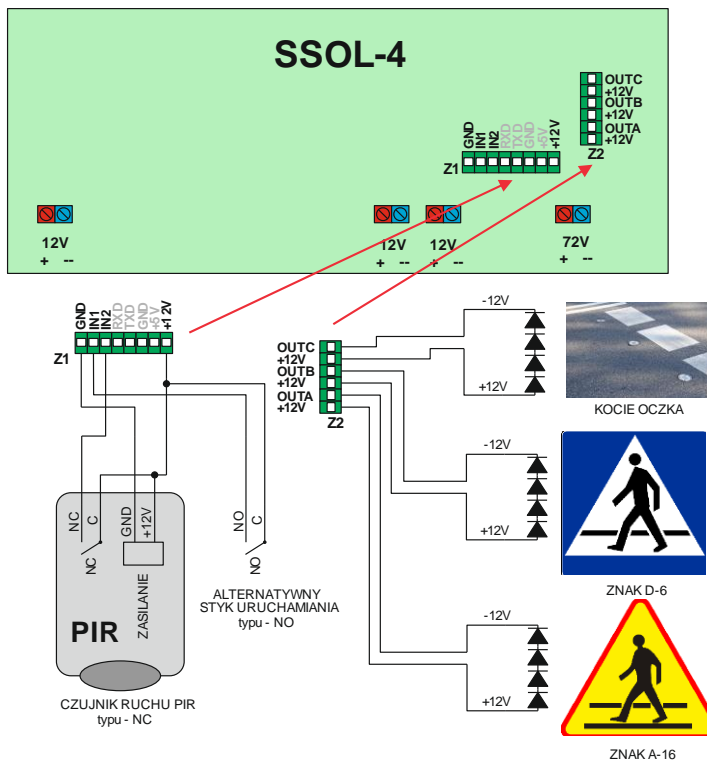 SSOL-4
OUTC
+12V
OUTB
+12V
OUTA
+12V
Z2
GND
IN1
IN2
RXD
TXD
GND
+5V
+12V
Z1
12V
+ --
12V
+ --
12V
+ --
72V
+ --
GND
IN1
IN2
RXD
TXD
GND
+5V
+12V
Z1
OUTC
+12V
OUTB
+12V
OUTA
+12V
Z2
-12V
+12V
KOCIE OCZKA
-12V
+12V
ZNAK D-6
-12V
+12V
ZNAK A-16
NC
C
GND
+12V
NC
ZASILANIE
PIR
CZUJNIK RUCHU PIR
typu - NC
NO
C
NO
ALTERNATYWNY
STYK URUCHAMIANIA
typu - NO